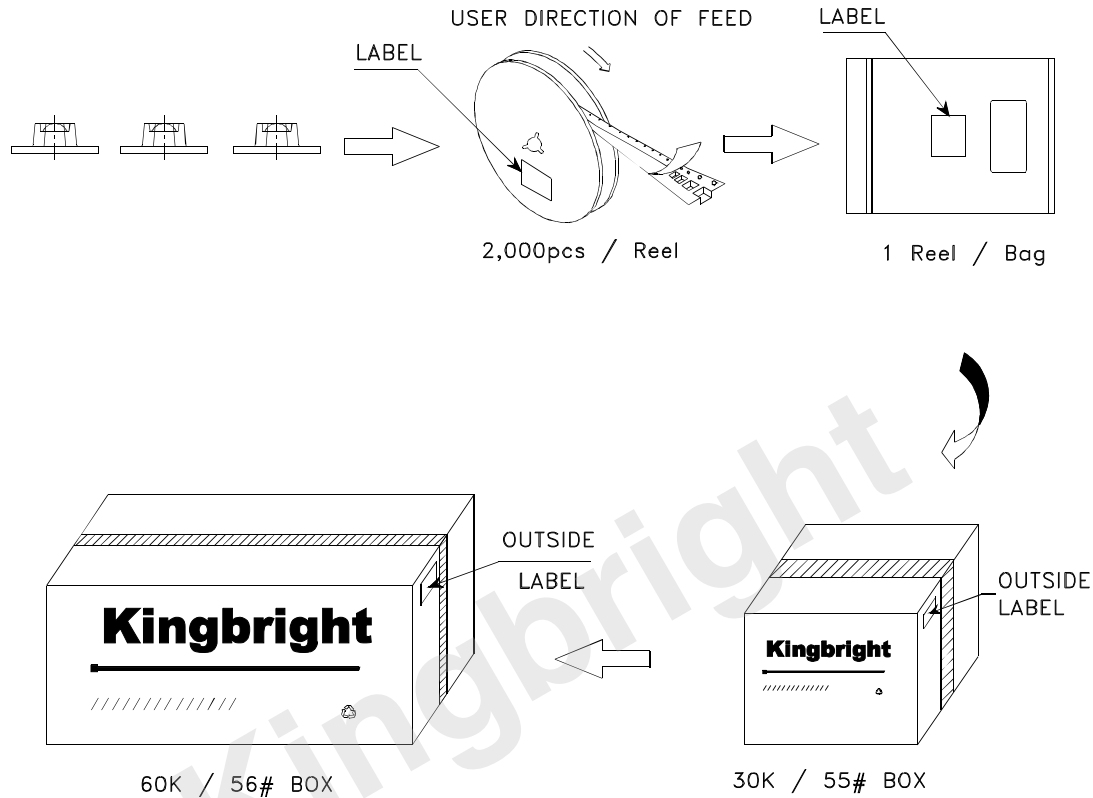 USER DIRECTION OF FEED
LABEL
LABEL
2,000pcs / Reel
1 Reel / Bag
OUTSIDE
LABEL
Kingbright
60K / 56# BOX
OUTSIDE
LABEL
Kingbright
30K / 55# BOX
Kingbright